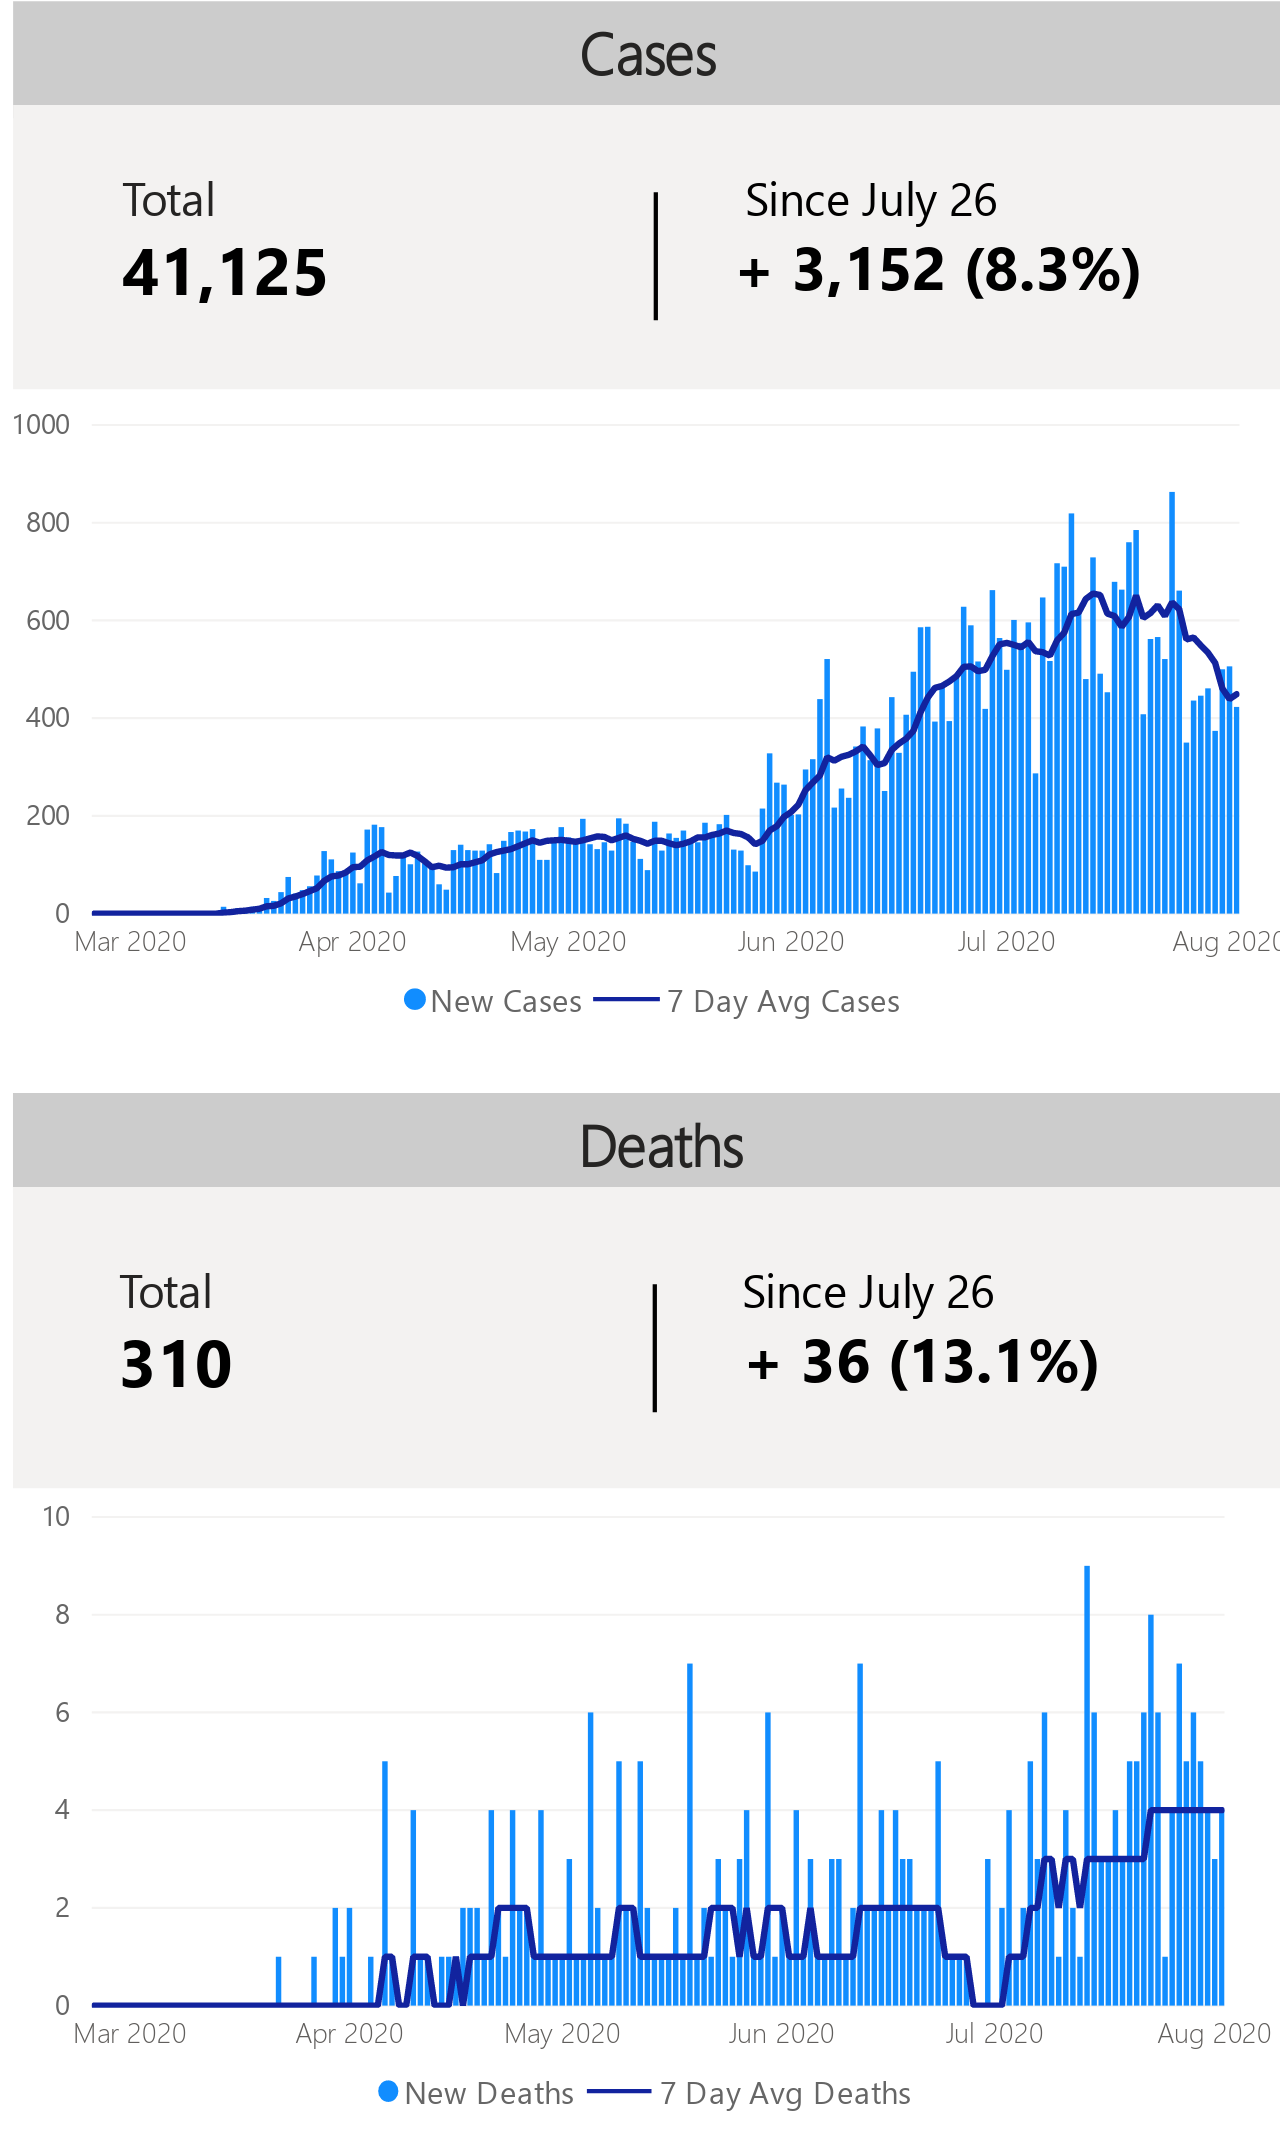 Cases
Total
Since July 26
41,125
+ 3,152 (8.3%)
1000
800
600
400
200
0
Mar 2020 Apr 2020 May 2020 Jun 2020 Jul 2020 Aug 2020
New Cases 7 Day Avg Cases
Deaths
Total
Since July 26
310
+ 36 (13.1%)
10
8
6
4
2
0
Mar 2020 Apr 2020 May 2020 Jun 2020 Jul 2020 Aug 2020
New Deaths 7 Day Avg Deaths